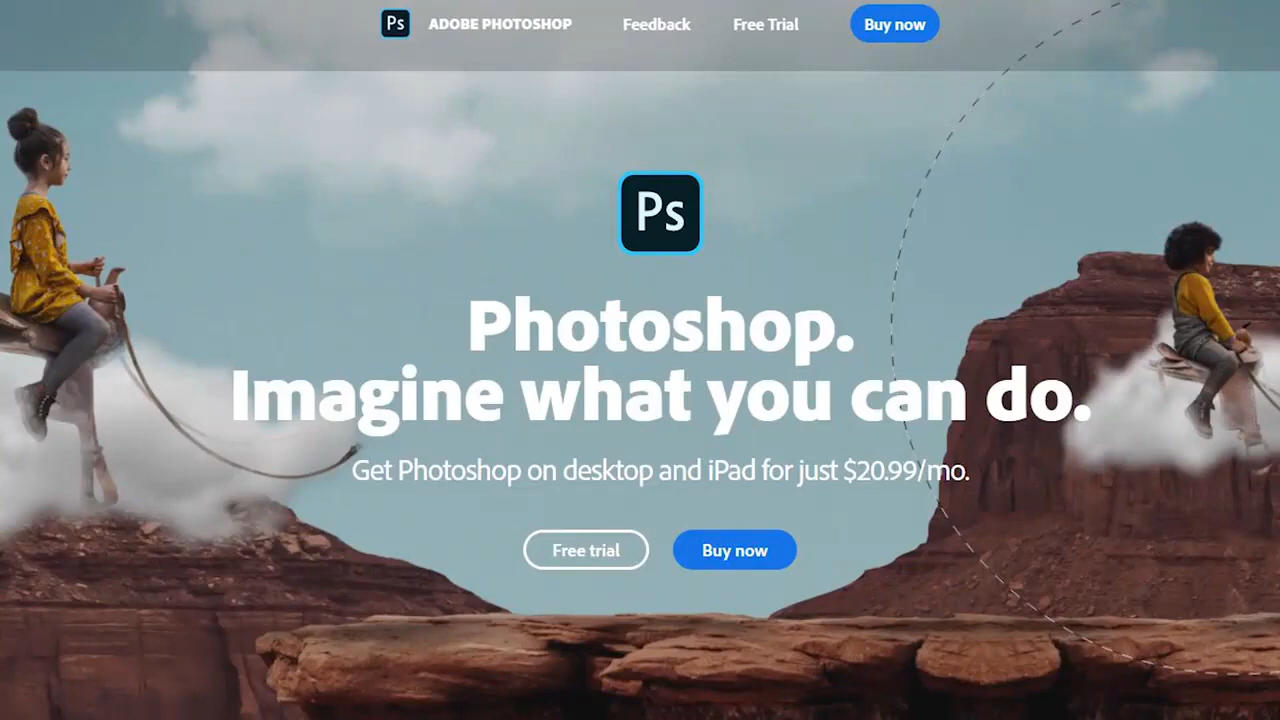 Ps ADOBE PHOTOSHOP Feedback Free Trial Buy now
Ps
Photoshop.
Imagine what you can do.
Get Photoshop on desktop and iPad for just $20.99/mo.
Free trial Buy now